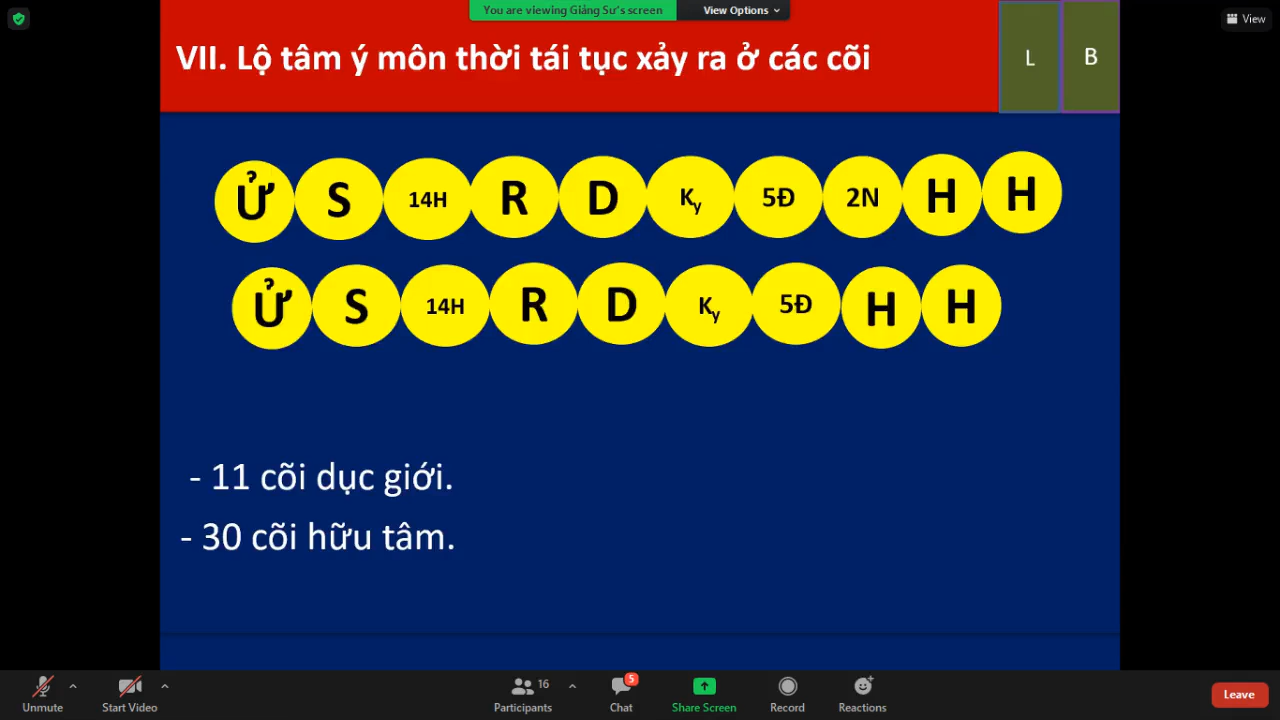 You are viewing Giảng Sư's screen
View Options
View
VII. Lộ tâm ý môn thời tái tục xảy ra ở các cõi
L
B
Ử S 14H R D Ky 5Đ 2N H H
Ử S 14H R D Ky 5Đ H H
- 11 cõi dục giới.
- 30 cõi hữu tâm.
16
5
Unmute
Start Video
Participants
Chat
Share Screen
Record
Reactions
Leave